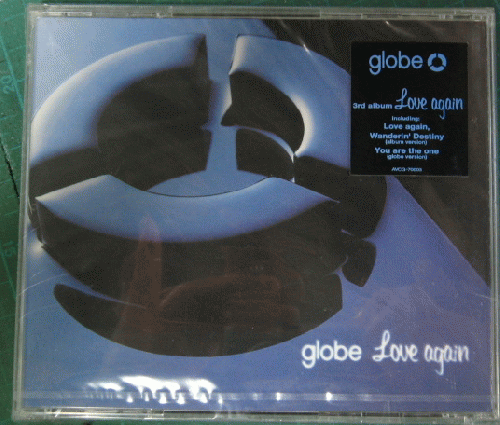 globe
3rd album Love again
Including:
Love again,
Wanderin' Destiny
(album version)
You are the one
(globe version)
globe Love again